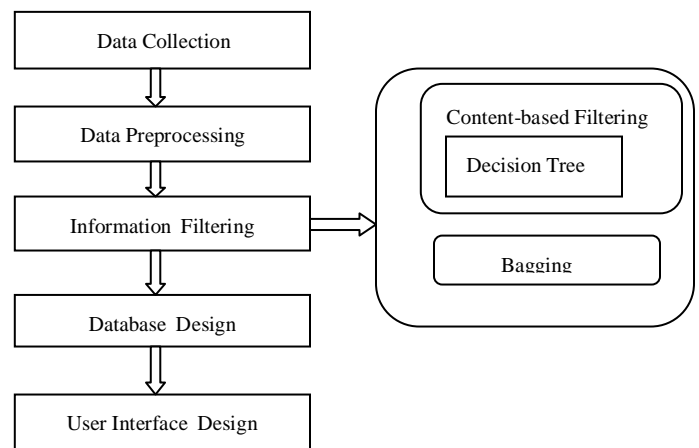 Data Collection
Data Preprocessing
Information Filtering
Database Design
User Interface Design
Content-based Filtering
Decision Tree
Bagging